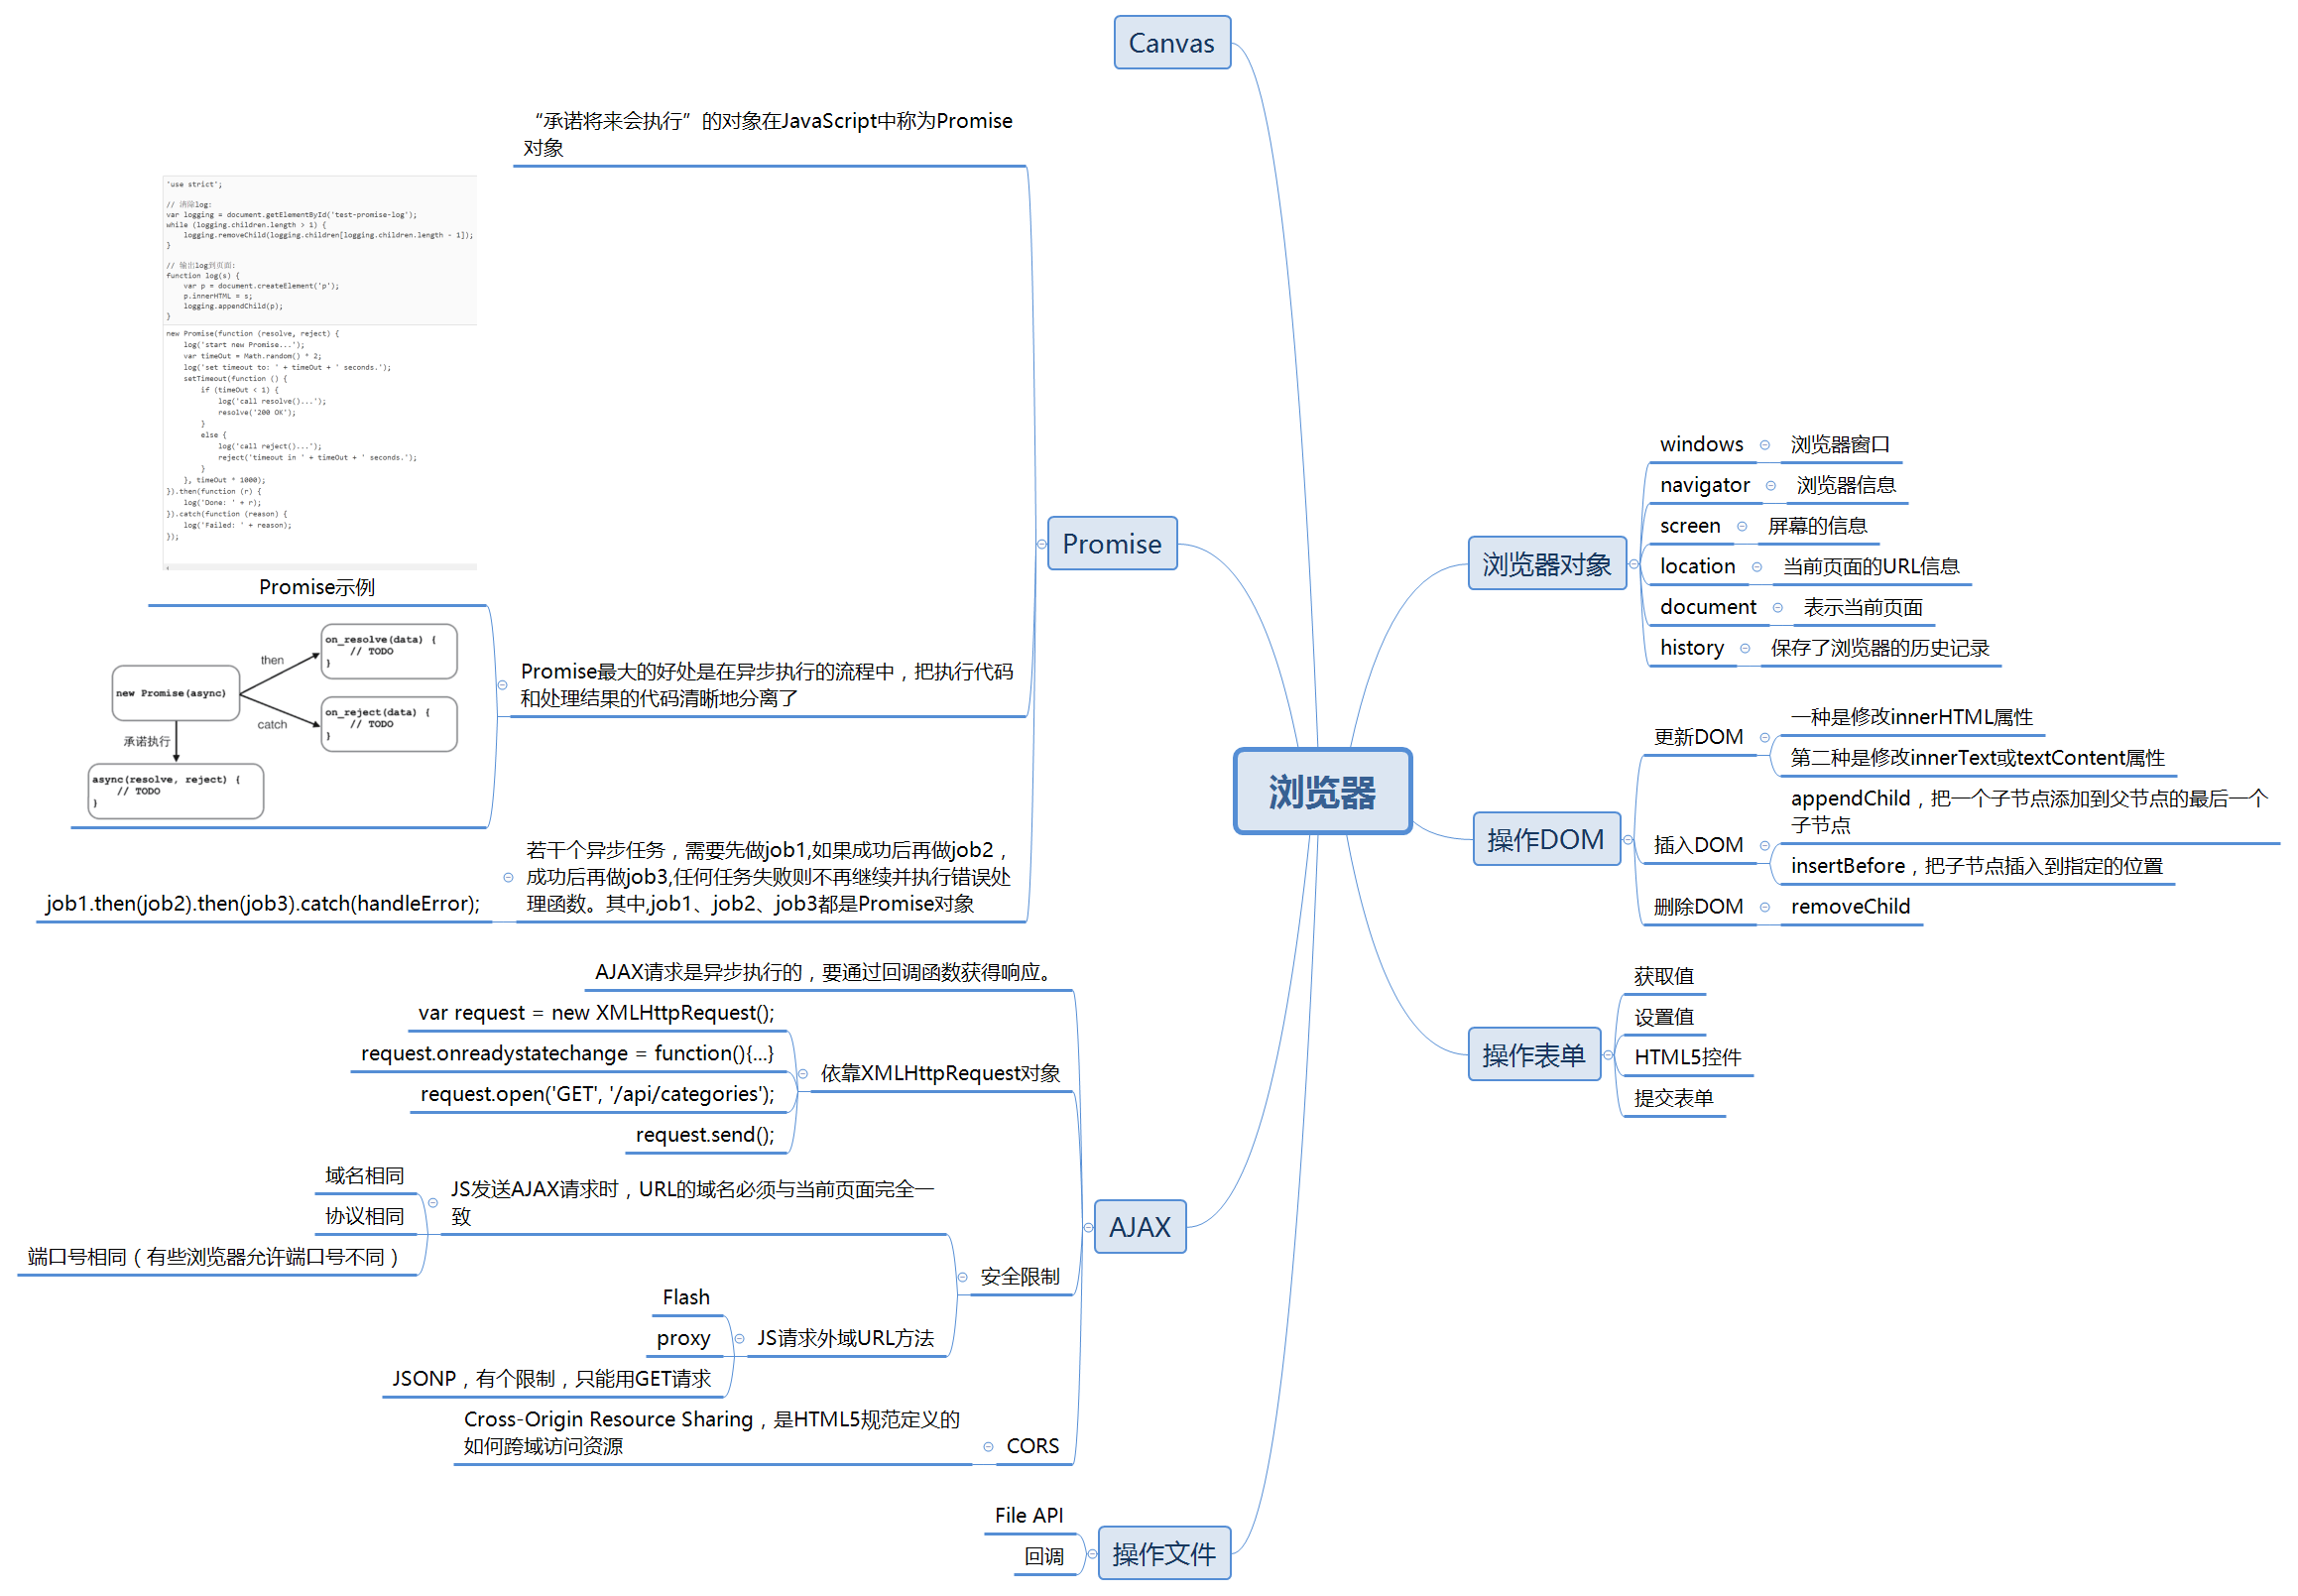 Canvas
“承诺将来会执行”的对象在JavaScript中称为Promise
对象
'use strict';
// 清除log:
var logging = document.getElementById('test-promise-log');
while (logging.children.length > 1) {
    logging.removeChild(logging.children[logging.children.length - 1]);
}
// 输出log到页面:
function log(s) {
    var p = document.createElement('p');
    p.innerHTML = s;
    logging.appendChild(p);
}
new Promise(function (resolve, reject) {
    log('start new Promise...');
    var timeOut = Math.random() * 2;
    log('set timeout to: ' + timeOut + ' seconds.');
    setTimeout(function () {
        if (timeOut < 1) {
            log('call resolve()...');
            resolve('200 OK');
        }
        else {
            log('call reject()...');
            reject('timeout in ' + timeOut + ' seconds.');
        }
    }, timeOut * 1000);
}).then(function (r) {
    log('Done: ' + r);
}).catch(function (reason) {
    log('Failed: ' + reason);
});
Promise示例
new Promise(async)
then
on_resolve(data) {
    // TODO
}
catch
on_reject(data) {
    // TODO
}
承诺执行
async(resolve, reject) {
    // TODO
}
Promise最大的好处是在异步执行的流程中，把执行代码
和处理结果的代码清晰地分离了
若干个异步任务，需要先做job1,如果成功后再做job2，
成功后再做job3,任何任务失败则不再继续并执行错误处
理函数。其中,job1、job2、job3都是Promise对象
job1.then(job2).then(job3).catch(handleError);
Promise
AJAX请求是异步执行的，要通过回调函数获得响应。
var request = new XMLHttpRequest();
request.onreadystatechange = function(){...}
request.open('GET', '/api/categories');
request.send();
依靠XMLHttpRequest对象
域名相同
协议相同
端口号相同（有些浏览器允许端口号不同）
JS发送AJAX请求时，URL的域名必须与当前页面完全一
致
安全限制
Flash
proxy
JSONP，有个限制，只能用GET请求
JS请求外域URL方法
Cross-Origin Resource Sharing，是HTML5规范定义的
如何跨域访问资源
CORS
AJAX
File API
回调
操作文件
浏览器
浏览器对象
windows
浏览器窗口
navigator
浏览器信息
screen
屏幕的信息
location
当前页面的URL信息
document
表示当前页面
history
保存了浏览器的历史记录
操作DOM
更新DOM
一种是修改innerHTML属性
第二种是修改innerText或textContent属性
插入DOM
appendChild，把一个子节点添加到父节点的最后一个
子节点
insertBefore，把子节点插入到指定的位置
删除DOM
removeChild
操作表单
获取值
设置值
HTML5控件
提交表单